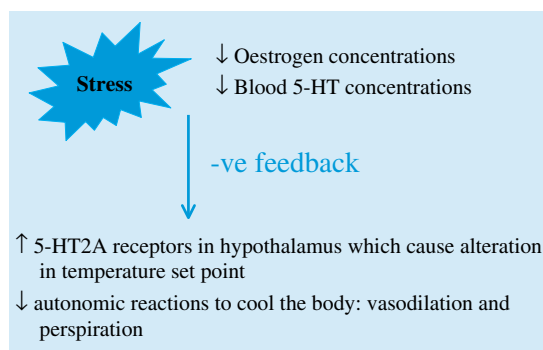 Stress
↓ Oestrogen concentrations
↓ Blood 5-HT concentrations
-ve feedback
↑ 5-HT2A receptors in hypothalamus which cause alteration
in temperature set point
↓ autonomic reactions to cool the body: vasodilation and
perspiration